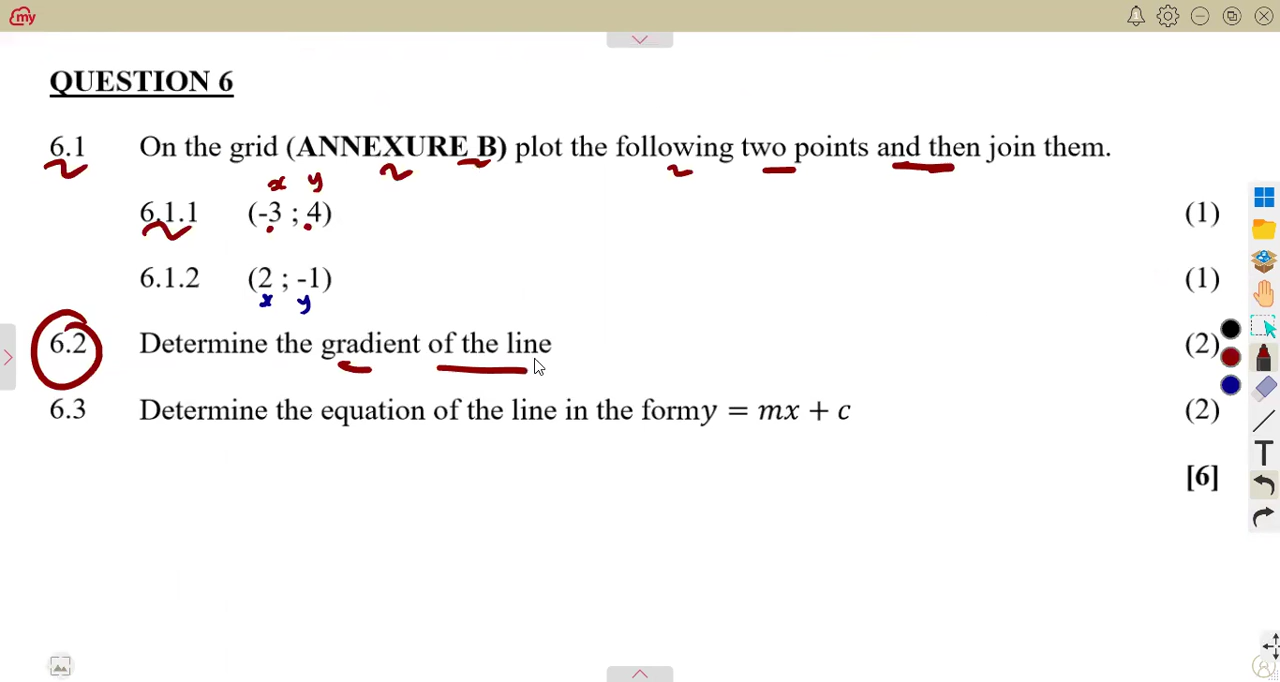 my
QUESTION 6
6.1 On the grid (ANNEXURE B) plot the following two points and then join them.
x y
6.1.1 (-3 ; 4) (1)
6.1.2 (2 ; -1) (1)
x y
6.2 Determine the gradient of the line (2)
6.3 Determine the equation of the line in the formy = mx + c (2)
[6]
T